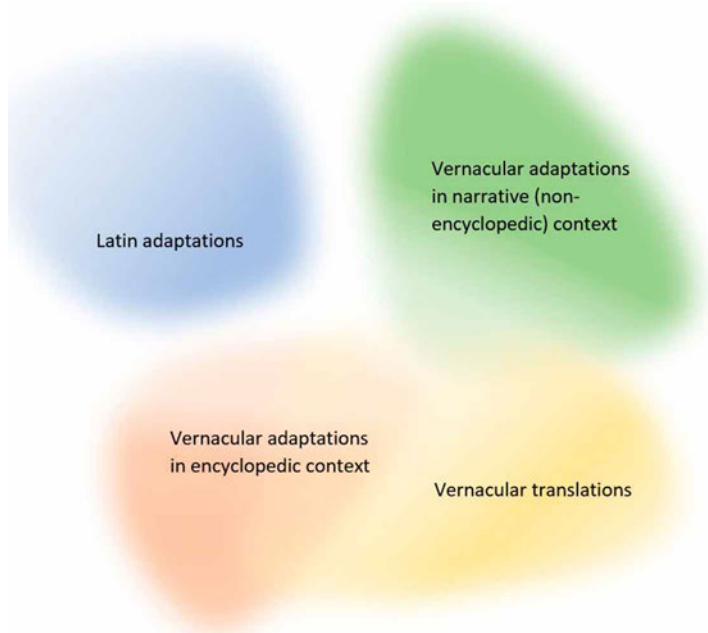 Vernacular adaptations
in narrative (non-
encyclopedic) context
Latin adaptations
Vernacular adaptations
in encyclopedic context
Vernacular translations